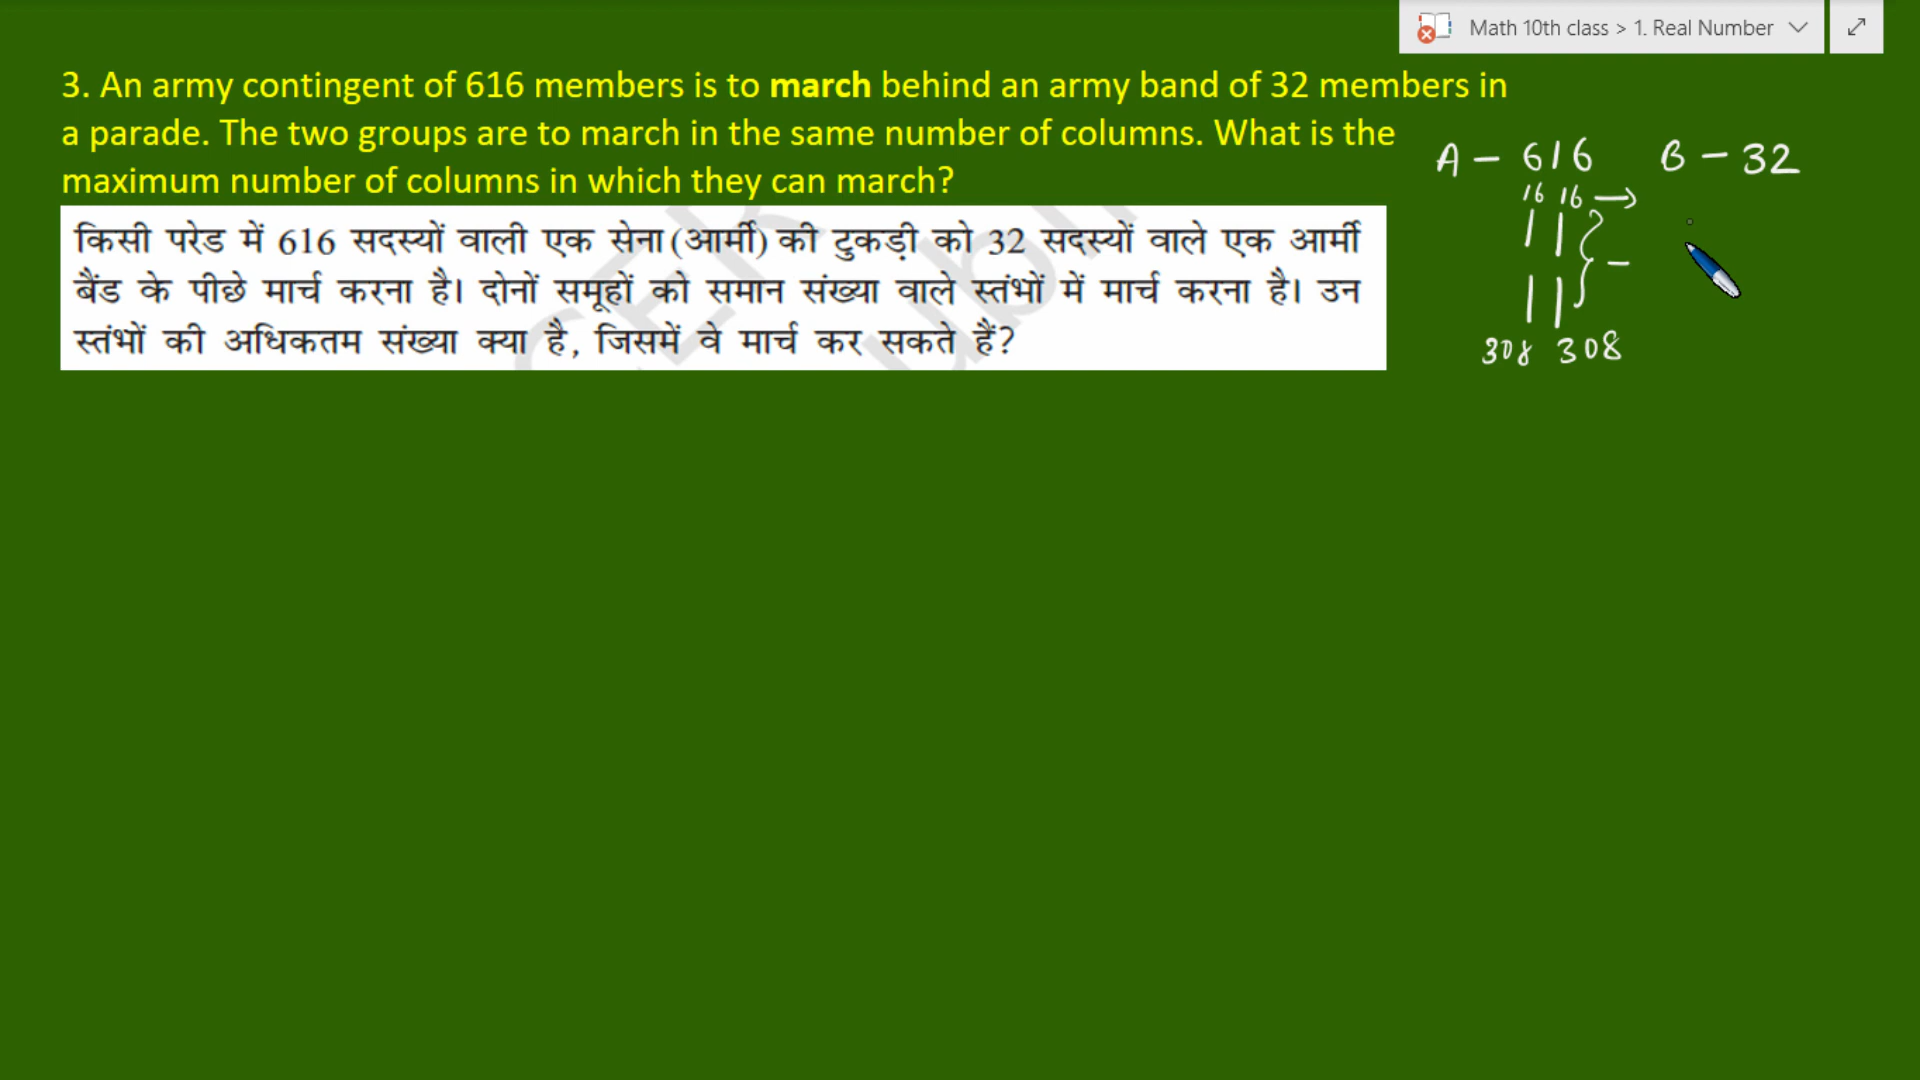 Math 10th class > 1. Real Number
3. An army contingent of 616 members is to march behind an army band of 32 members in
a parade. The two groups are to march in the same number of columns. What is the
maximum number of columns in which they can march?
A - 616 B - 32
16 16 →
308 308
किसी परेड में 616 सदस्यों वाली एक सेना (आर्मी) की टुकड़ी को 32 सदस्यों वाले एक आर्मी
बैंड के पीछे मार्च करना है। दोनों समूहों को समान संख्या वाले स्तंभों में मार्च करना है। उन
स्तंभों की अधिकतम संख्या क्या है, जिसमें वे मार्च कर सकते हैं?